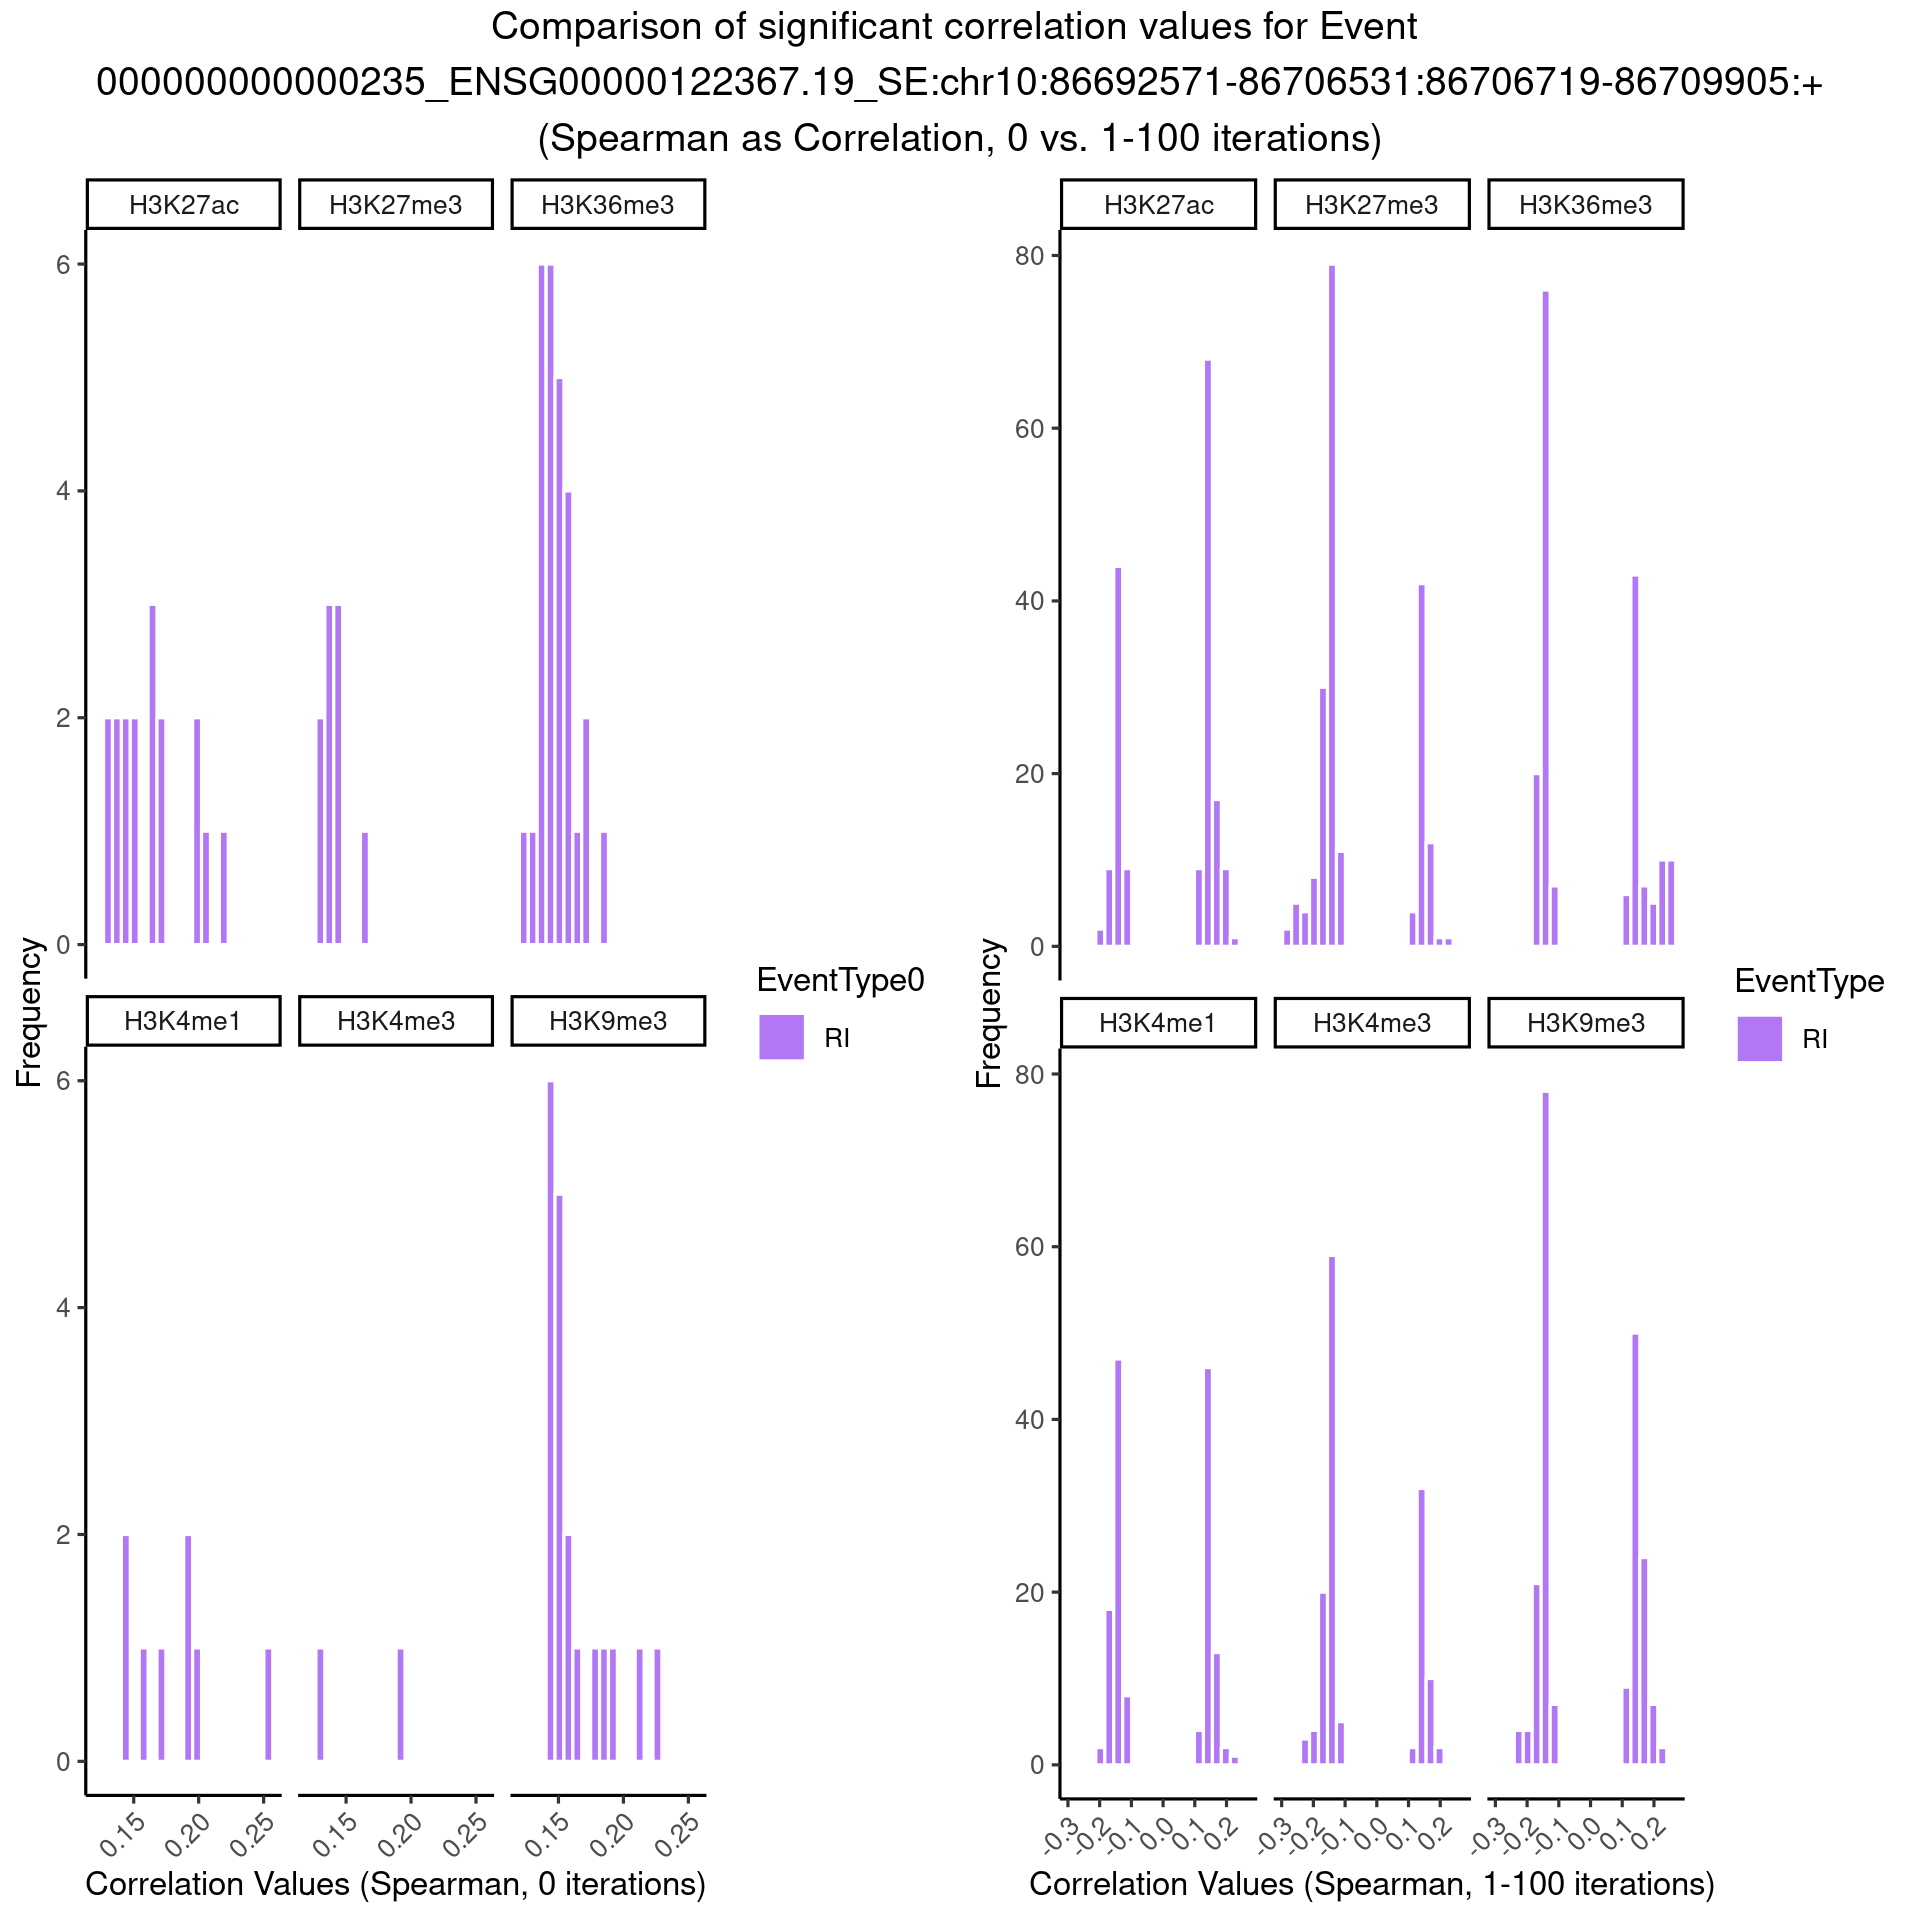 Comparison of significant correlation values for Event
000000000000235_ENSG00000122367.19_SE:chr10:86692571-86706531:86706719-86709905:+
(Spearman as Correlation, 0 vs. 1-100 iterations)
H3K27ac
H3K27me3
H3K36me3
6
4
2
0
H3K4me1
H3K4me3
H3K9me3
6
4
2
0
0.15
0.20
0.25
0.15
0.20
0.25
0.15
0.20
0.25
Frequency
Correlation Values (Spearman, 0 iterations)
EventType0
RI
H3K27ac
H3K27me3
H3K36me3
80
60
40
20
0
H3K4me1
H3K4me3
H3K9me3
80
60
40
20
0
-0.3
-0.2
-0.1
-0.0
0.1
0.2
-0.3
-0.2
-0.1
-0.0
0.1
0.2
-0.3
-0.2
-0.1
-0.0
0.1
0.2
Frequency
Correlation Values (Spearman, 1-100 iterations)
EventType
RI